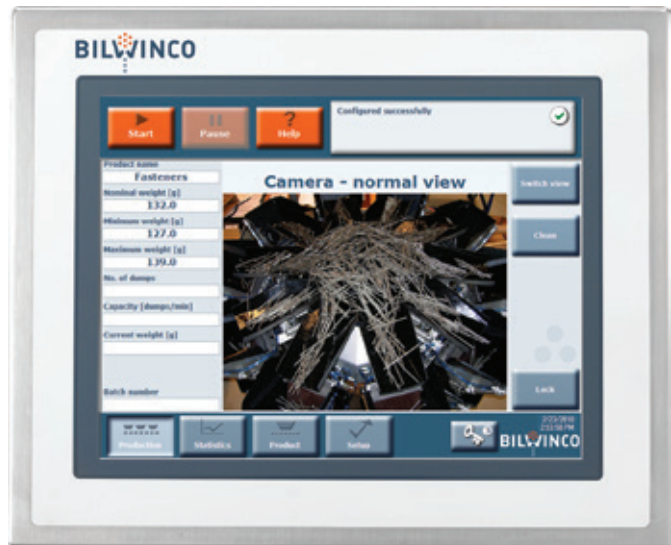 BILWINCO
Start
Pause
Help
Configured successfully
Product name
Fasteners
Nominal weight [g]
132.0
Minimum weight [g]
127.0
Maximum weight [g]
139.0
No. of dumps
Capacity [dumps/min]
Current weight [g]
Batch number
Camera - normal view
Switch view
Clean
Lock
Production
Statistics
Product
Setup
BILWINCO